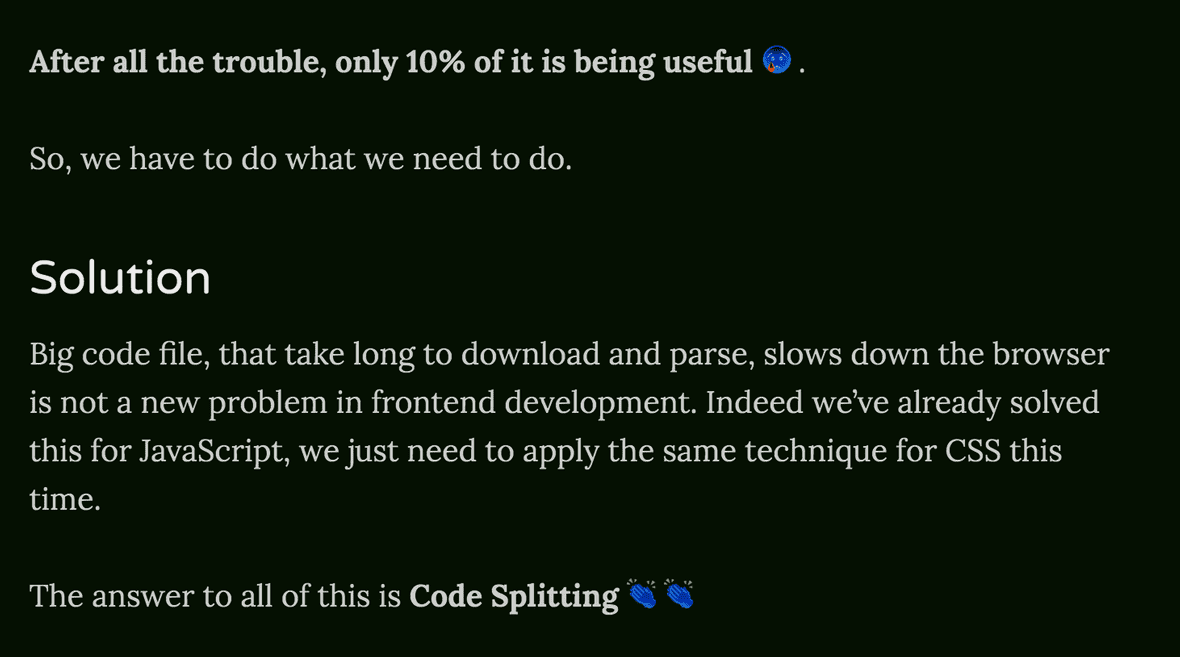 After all the trouble, only 10% of it is being useful 😰 .
So, we have to do what we need to do.
Solution
Big code file, that take long to download and parse, slows down the browser
is not a new problem in frontend development. Indeed we’ve already solved
this for JavaScript, we just need to apply the same technique for CSS this
time.
The answer to all of this is Code Splitting 👏 👏